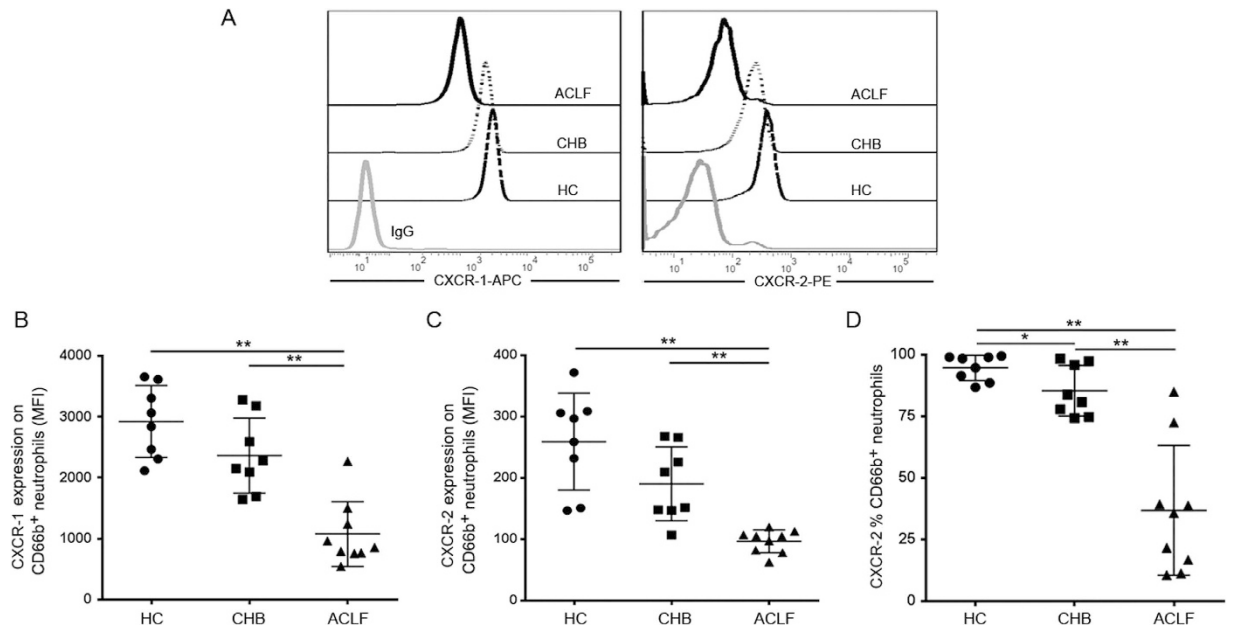 A
ACLF
CHB
HC
IgG
10¹ 10² 10³ 10⁴ 10⁵
CXCR-1-APC
ACLF
CHB
HC
10¹ 10² 10³ 10⁴ 10⁵
CXCR-2-PE
B
CXCR-1 expression on
CD66b⁺ neutrophils (MFI)
4000
3000
2000
1000
0
**
**
HC CHB ACLF
C
CXCR-2 expression on
CD66b⁺ neutrophils (MFI)
400
300
200
100
0
**
**
HC CHB ACLF
D
CXCR-2 % CD66b⁺ neutrophils
100
75
50
25
0
**
*
**
HC CHB ACLF